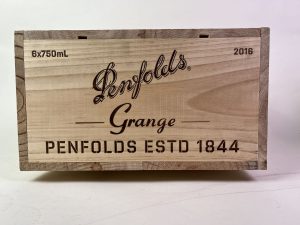 6x750mL 2016
Penfolds®
Grange
PENFOLDS ESTD 1844